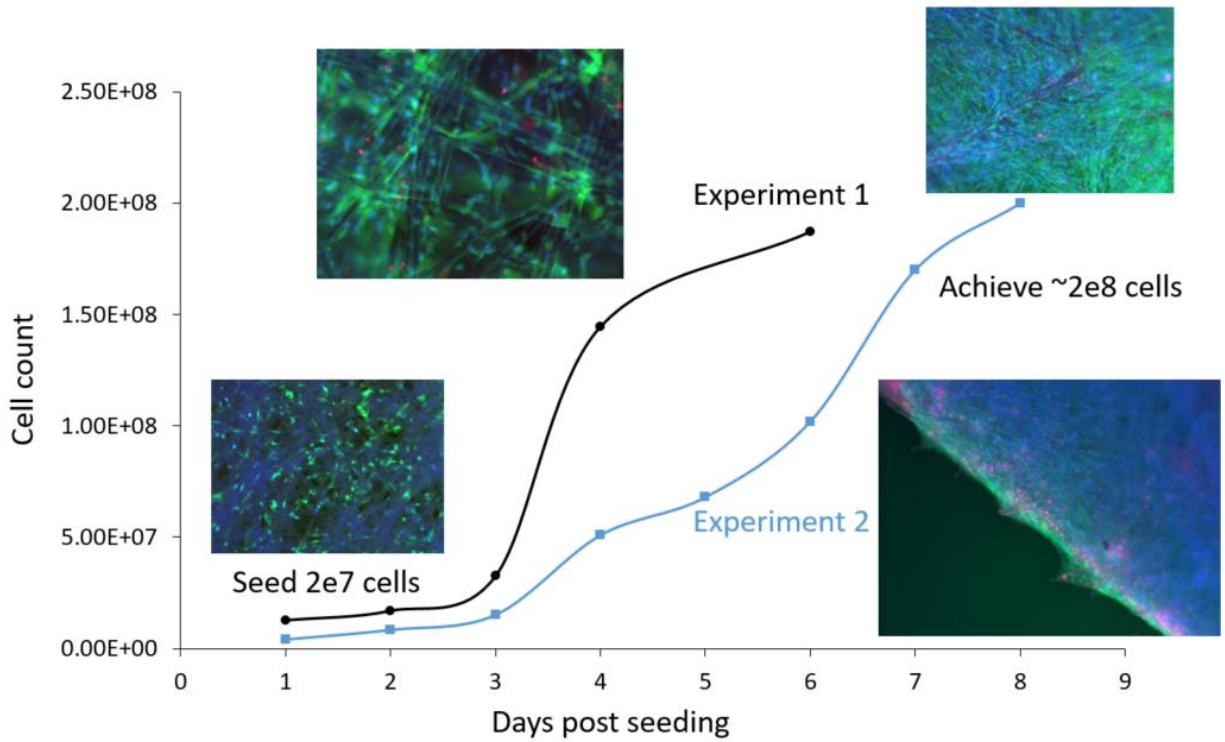 2.50E+08
2.00E+08
1.50E+08
1.00E+08
5.00E+07
0.00E+00
Cell count
Experiment 1
Achieve ~2e8 cells
Experiment 2
Seed 2e7 cells
0 1 2 3 4 5 6 7 8 9
Days post seeding